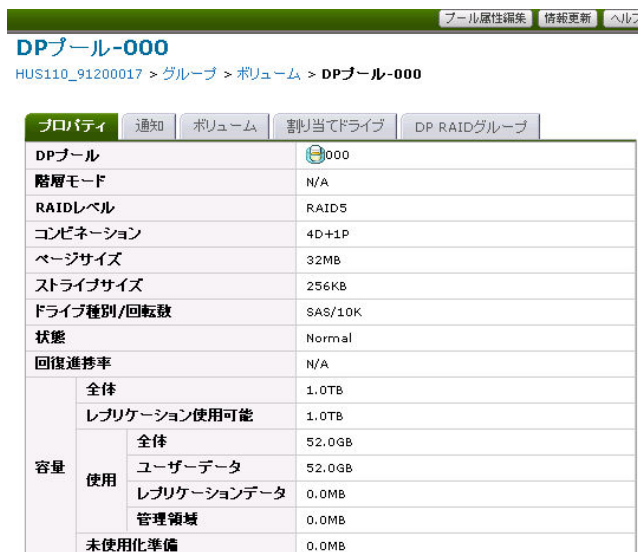 プール属性編集 情報更新 ヘルプ
DPプール-000
HUS110_91200017 > グループ > ボリューム > DPプール-000
プロパティ 通知 ボリューム 割り当てドライブ DP RAIDグループ
DPプール 000
階層モード N/A
RAIDレベル RAID5
コンビネーション 4D+1P
ページサイズ 32MB
ストライプサイズ 256KB
ドライブ種別/回転数 SAS/10K
状態 Normal
回復進捗率 N/A
容量
全体 1.0TB
レプリケーション使用可能 1.0TB
使用
全体 52.0GB
ユーザーデータ 52.0GB
レプリケーションデータ 0.0MB
管理領域 0.0MB
未使用化準備 0.0MB